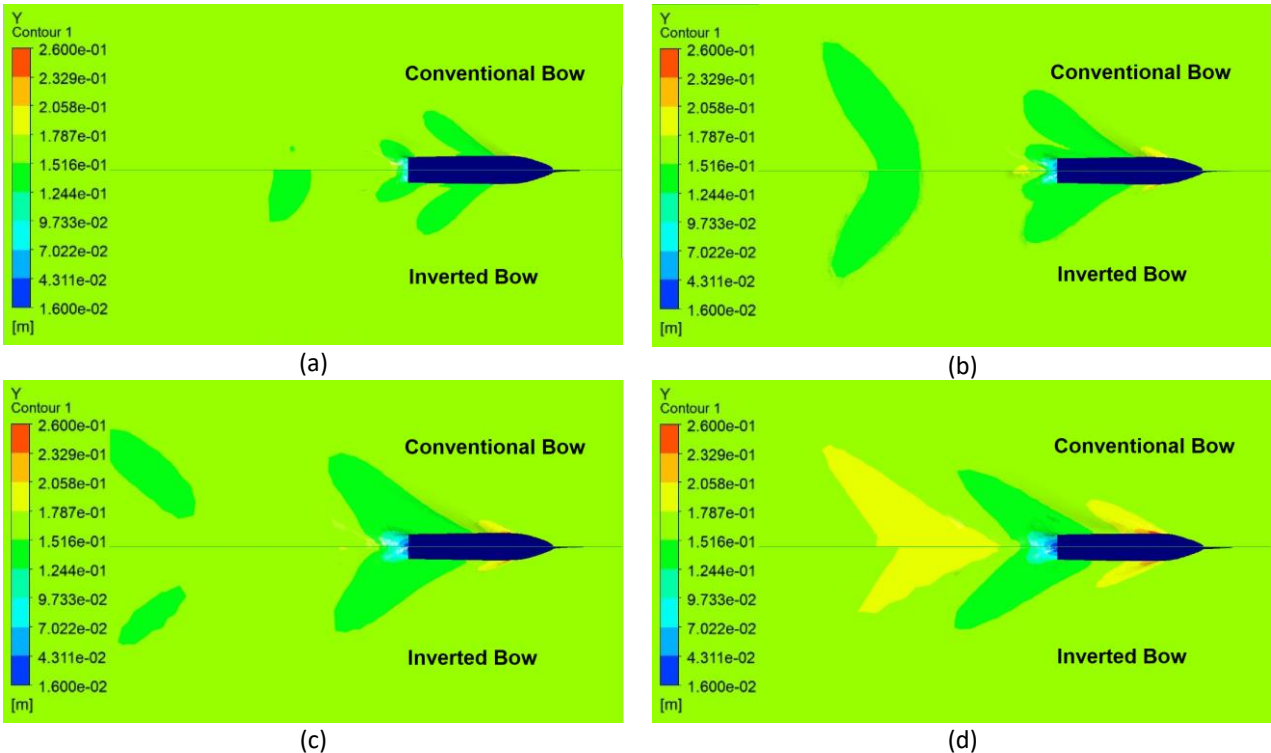 Y
Contour 1
2.600e-01
2.329e-01
2.058e-01
1.787e-01
1.516e-01
1.244e-01
9.733e-02
7.022e-02
4.311e-02
1.600e-02
[m]
Conventional Bow
Inverted Bow
(a)
Y
Contour 1
2.600e-01
2.329e-01
2.058e-01
1.787e-01
1.516e-01
1.244e-01
9.733e-02
7.022e-02
4.311e-02
1.600e-02
[m]
Conventional Bow
Inverted Bow
(b)
Y
Contour 1
2.600e-01
2.329e-01
2.058e-01
1.787e-01
1.516e-01
1.244e-01
9.733e-02
7.022e-02
4.311e-02
1.600e-02
[m]
Conventional Bow
Inverted Bow
(c)
Y
Contour 1
2.600e-01
2.329e-01
2.058e-01
1.787e-01
1.516e-01
1.244e-01
9.733e-02
7.022e-02
4.311e-02
1.600e-02
[m]
Conventional Bow
Inverted Bow
(d)